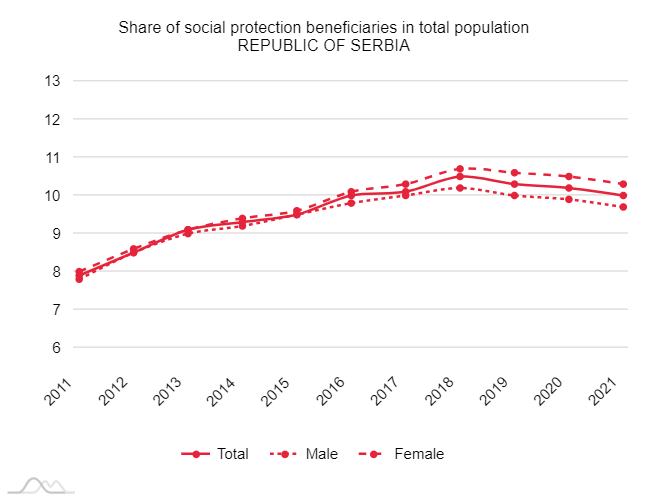 Share of social protection beneficiaries in total population
REPUBLIC OF SERBIA
13
12
11
10
9
8
7
6
2011 2012 2013 2014 2015 2016 2017 2018 2019 2020 2021
Total Male Female